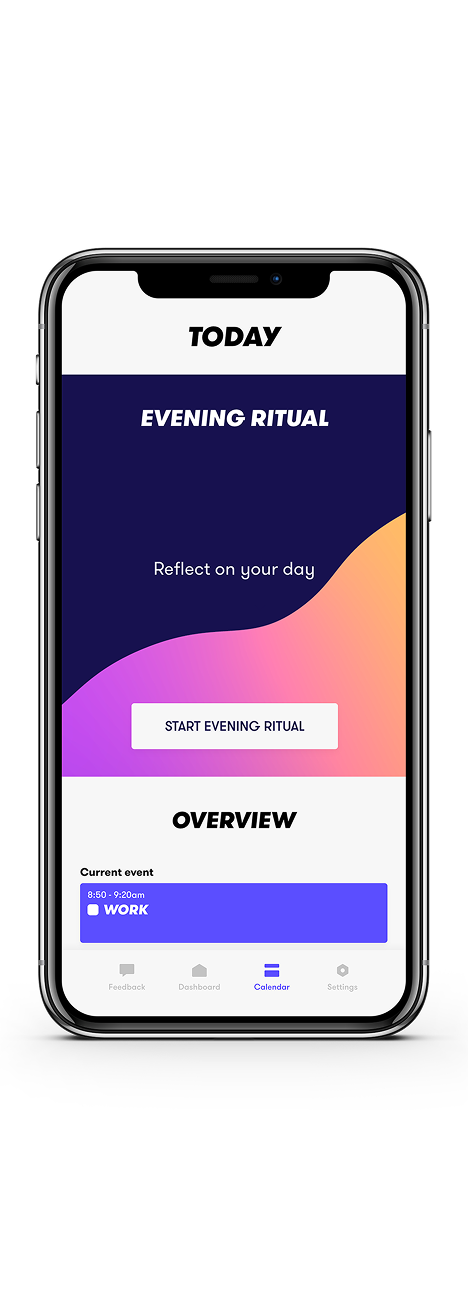 TODAY
EVENING RITUAL
Reflect on your day
START EVENING RITUAL
OVERVIEW
Current event
8:50 - 9:20am
WORK
Feedback
Dashboard
Calendar
Settings